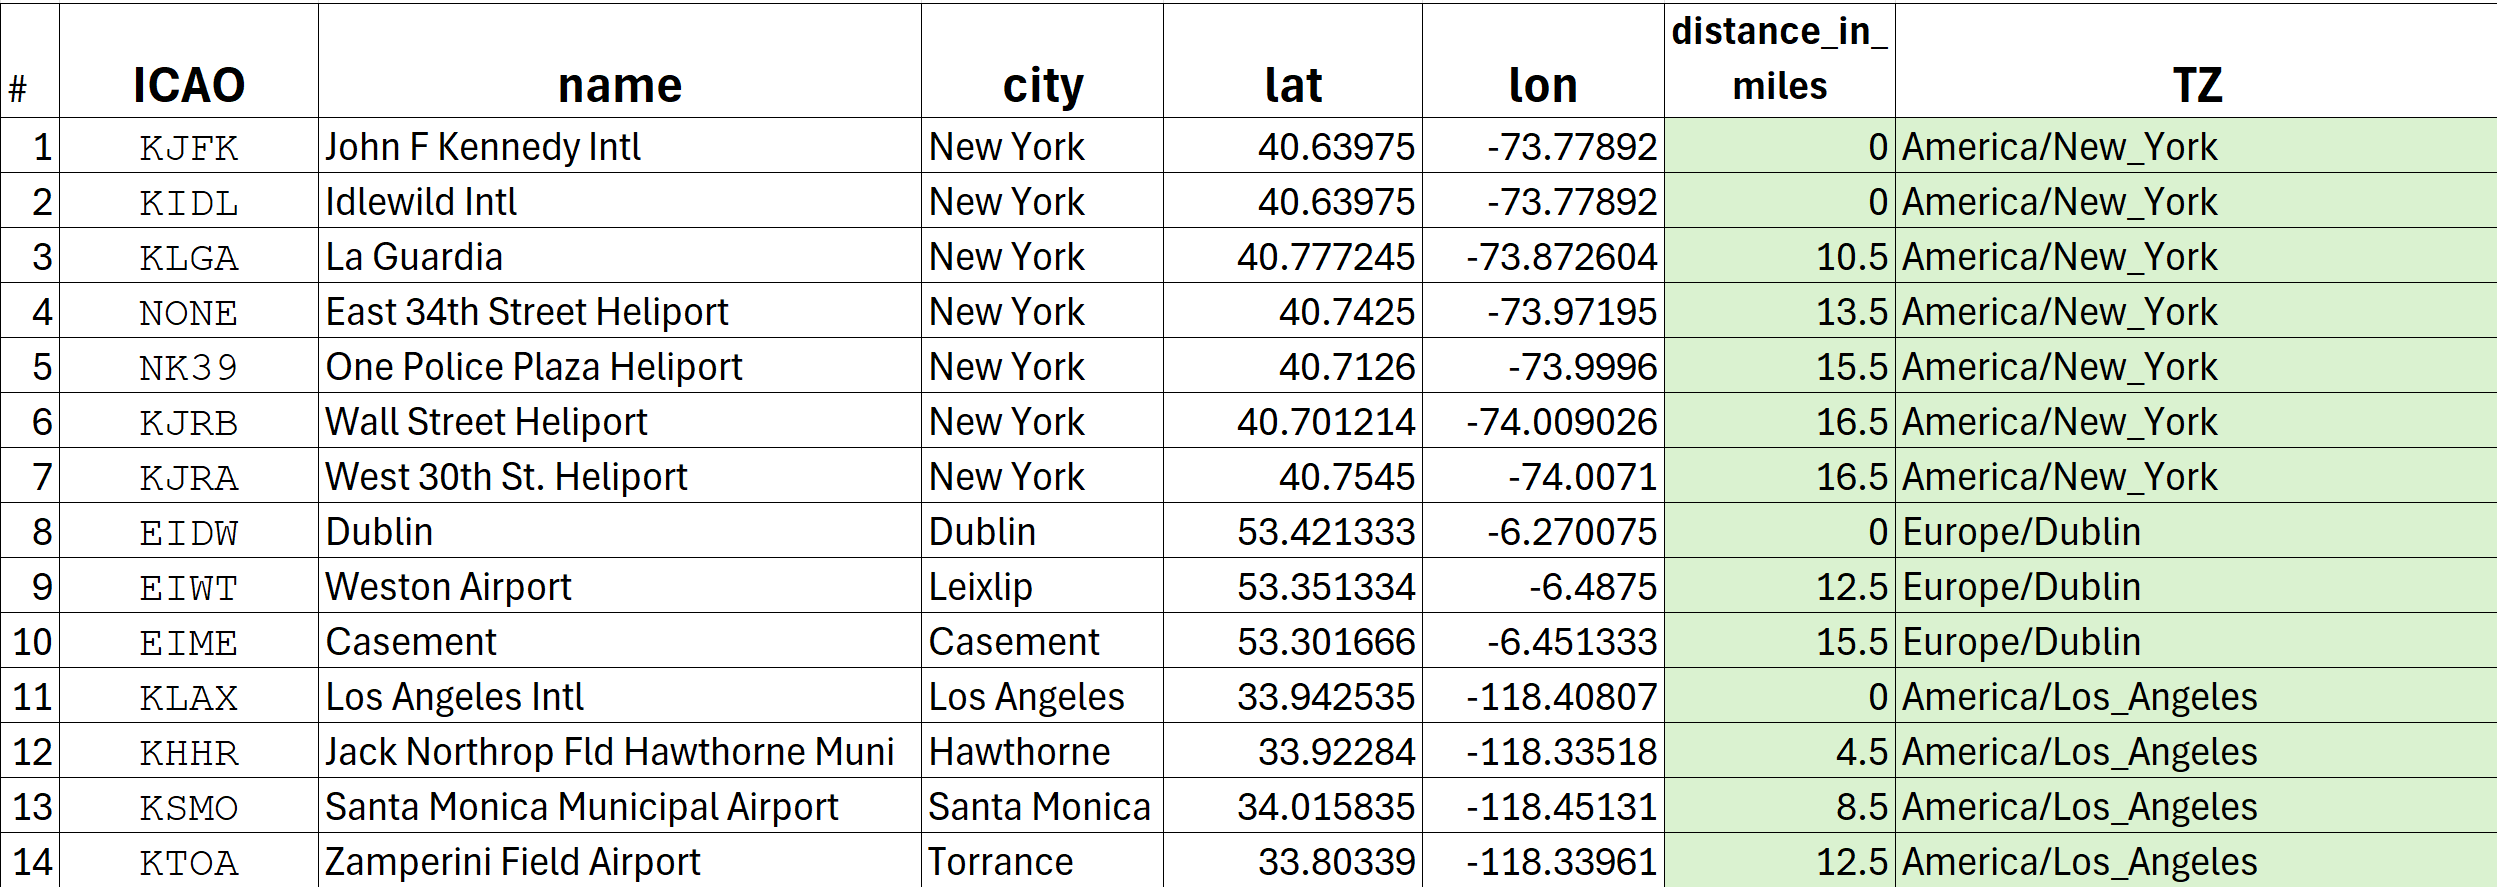 # ICAO name city lat lon distance_in_miles TZ
1 KJFK John F Kennedy Intl New York 40.63975 -73.77892 0 America/New_York
2 KIDL Idlewild Intl New York 40.63975 -73.77892 0 America/New_York
3 KLGA La Guardia New York 40.777245 -73.872604 10.5 America/New_York
4 NONE East 34th Street Heliport New York 40.7425 -73.97195 13.5 America/New_York
5 NK39 One Police Plaza Heliport New York 40.7126 -73.9996 15.5 America/New_York
6 KJRB Wall Street Heliport New York 40.701214 -74.009026 16.5 America/New_York
7 KJRA West 30th St. Heliport New York 40.7545 -74.0071 16.5 America/New_York
8 EIDW Dublin Dublin 53.421333 -6.270075 0 Europe/Dublin
9 EIWT Weston Airport Leixlip 53.351334 -6.4875 12.5 Europe/Dublin
10 EIME Casement Casement 53.301666 -6.451333 15.5 Europe/Dublin
11 KLAX Los Angeles Intl Los Angeles 33.942535 -118.40807 0 America/Los_Angeles
12 KHHR Jack Northrop Fld Hawthorne Muni Hawthorne 33.92284 -118.33518 4.5 America/Los_Angeles
13 KSMO Santa Monica Municipal Airport Santa Monica 34.015835 -118.45131 8.5 America/Los_Angeles
14 KTOA Zamperini Field Airport Torrance 33.80339 -118.33961 12.5 America/Los_Angeles